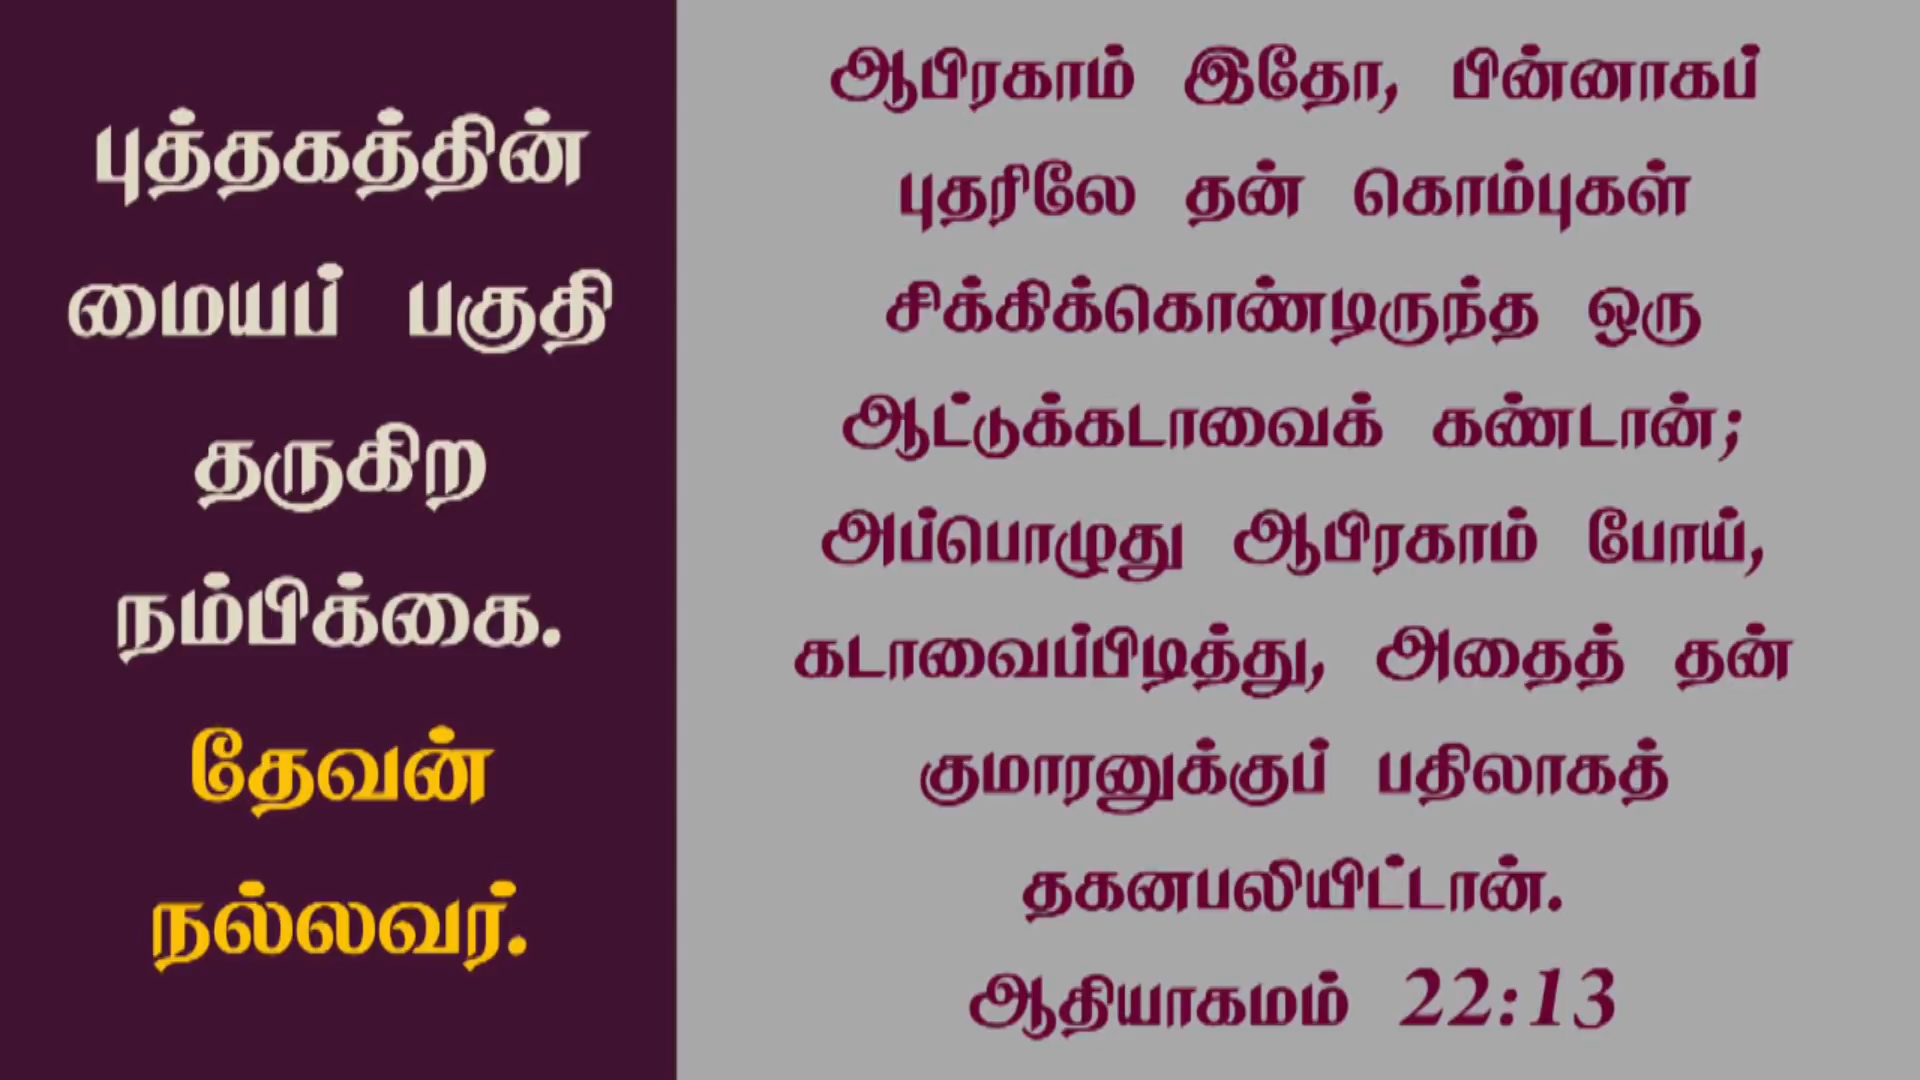 புத்தகத்தின்
மையப் பகுதி
தருகிற
நம்பிக்கை.
தேவன்
நல்லவர்.
ஆபிரகாம் இதோ, பின்னாகப்
புதரிலே தன் கொம்புகள்
சிக்கிக்கொண்டிருந்த ஒரு
ஆட்டுக்கடாவைக் கண்டான்;
அப்பொழுது ஆபிரகாம் போய்,
கடாவைப்பிடித்து, அதைத் தன்
குமாரனுக்குப் பதிலாகத்
தகனபலியிட்டான்.
ஆதியாகமம் 22:13